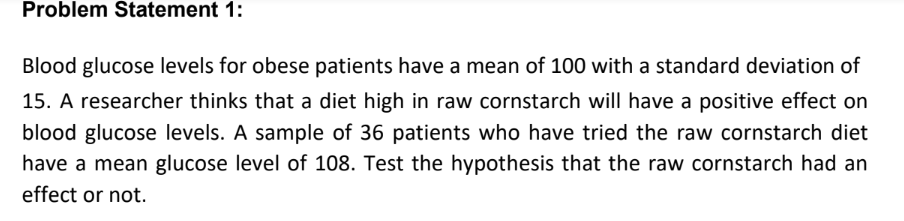 Problem Statement 1:
Blood glucose levels for obese patients have a mean of 100 with a standard deviation of
15. A researcher thinks that a diet high in raw cornstarch will have a positive effect on
blood glucose levels. A sample of 36 patients who have tried the raw cornstarch diet
have a mean glucose level of 108. Test the hypothesis that the raw cornstarch had an
effect or not.